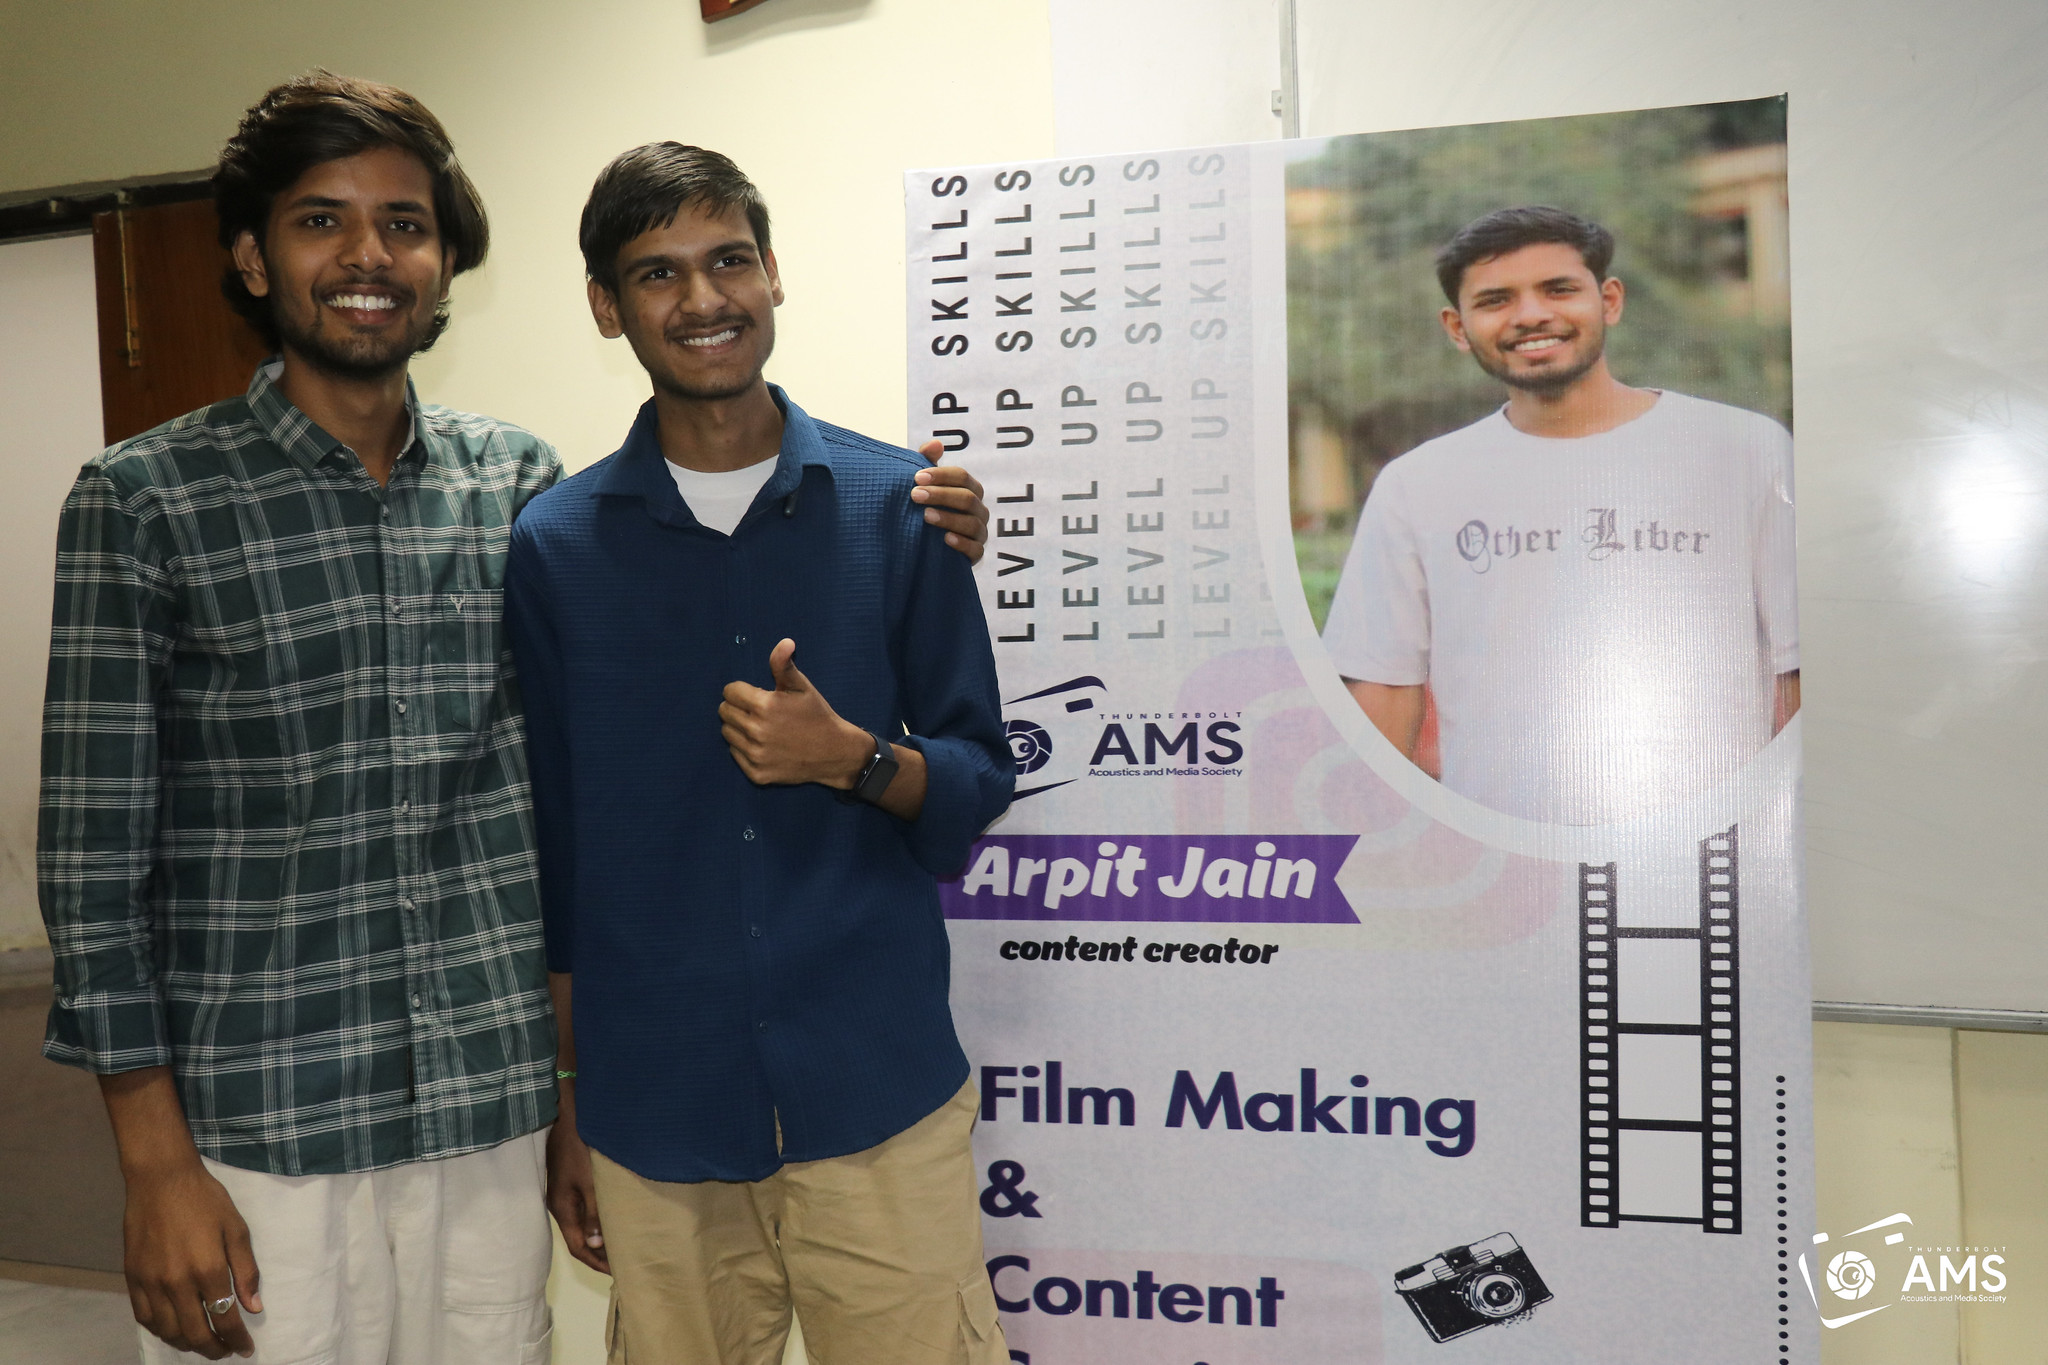 UP SKILLS
LEVEL UP SKILLS
LEVEL UP SKILLS
LEVEL UP SKILLS
LEVEL UP SKILLS
Other Liber
THUNDERBOLT
AMS
Acoustics and Media Society
Arpit Jain
content creator
Film Making
&
Content
THUNDERBOLT
AMS
Acoustics and Media Society